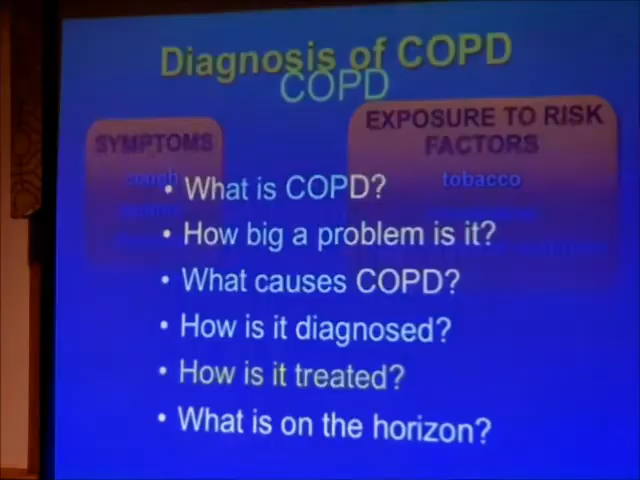 Diagnosis of COPD
COPD
SYMPTOMS
EXPOSURE TO RISK
FACTORS
cough
tobacco
• What is COPD?
• How big a problem is it?
• What causes COPD?
• How is it diagnosed?
• How is it treated?
• What is on the horizon?